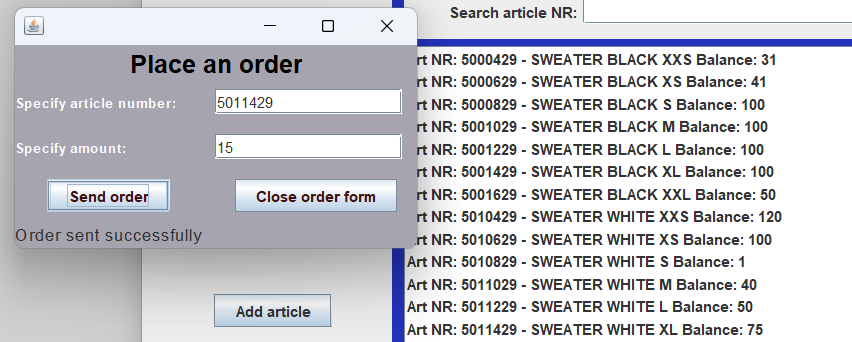 Search article NR:
Place an order
Specify article number: 5011429
Specify amount: 15
Send order Close order form
Order sent successfully
Add article
Art NR: 5000429 - SWEATER BLACK XXS Balance: 31
Art NR: 5000629 - SWEATER BLACK XS Balance: 41
Art NR: 5000829 - SWEATER BLACK S Balance: 100
Art NR: 5001029 - SWEATER BLACK M Balance: 100
Art NR: 5001229 - SWEATER BLACK L Balance: 100
Art NR: 5001429 - SWEATER BLACK XL Balance: 100
Art NR: 5001629 - SWEATER BLACK XXL Balance: 50
Art NR: 5010429 - SWEATER WHITE XXS Balance: 120
Art NR: 5010629 - SWEATER WHITE XS Balance: 100
Art NR: 5010829 - SWEATER WHITE S Balance: 1
Art NR: 5011029 - SWEATER WHITE M Balance: 40
Art NR: 5011229 - SWEATER WHITE L Balance: 50
Art NR: 5011429 - SWEATER WHITE XL Balance: 75